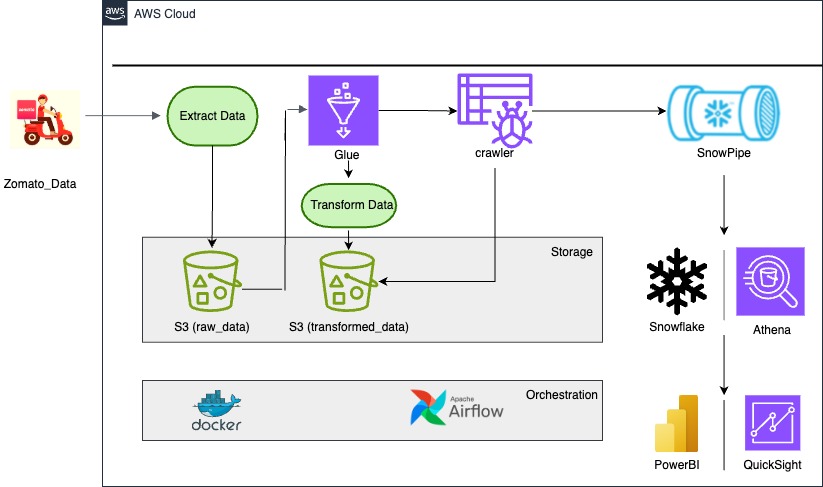 aws
AWS Cloud
Zomato_Data
Extract Data
Glue
crawler
SnowPipe
Transform Data
Storage
S3 (raw_data)
S3 (transformed_data)
Snowflake
Athena
Orchestration
docker
Apache
Airflow
PowerBI
QuickSight